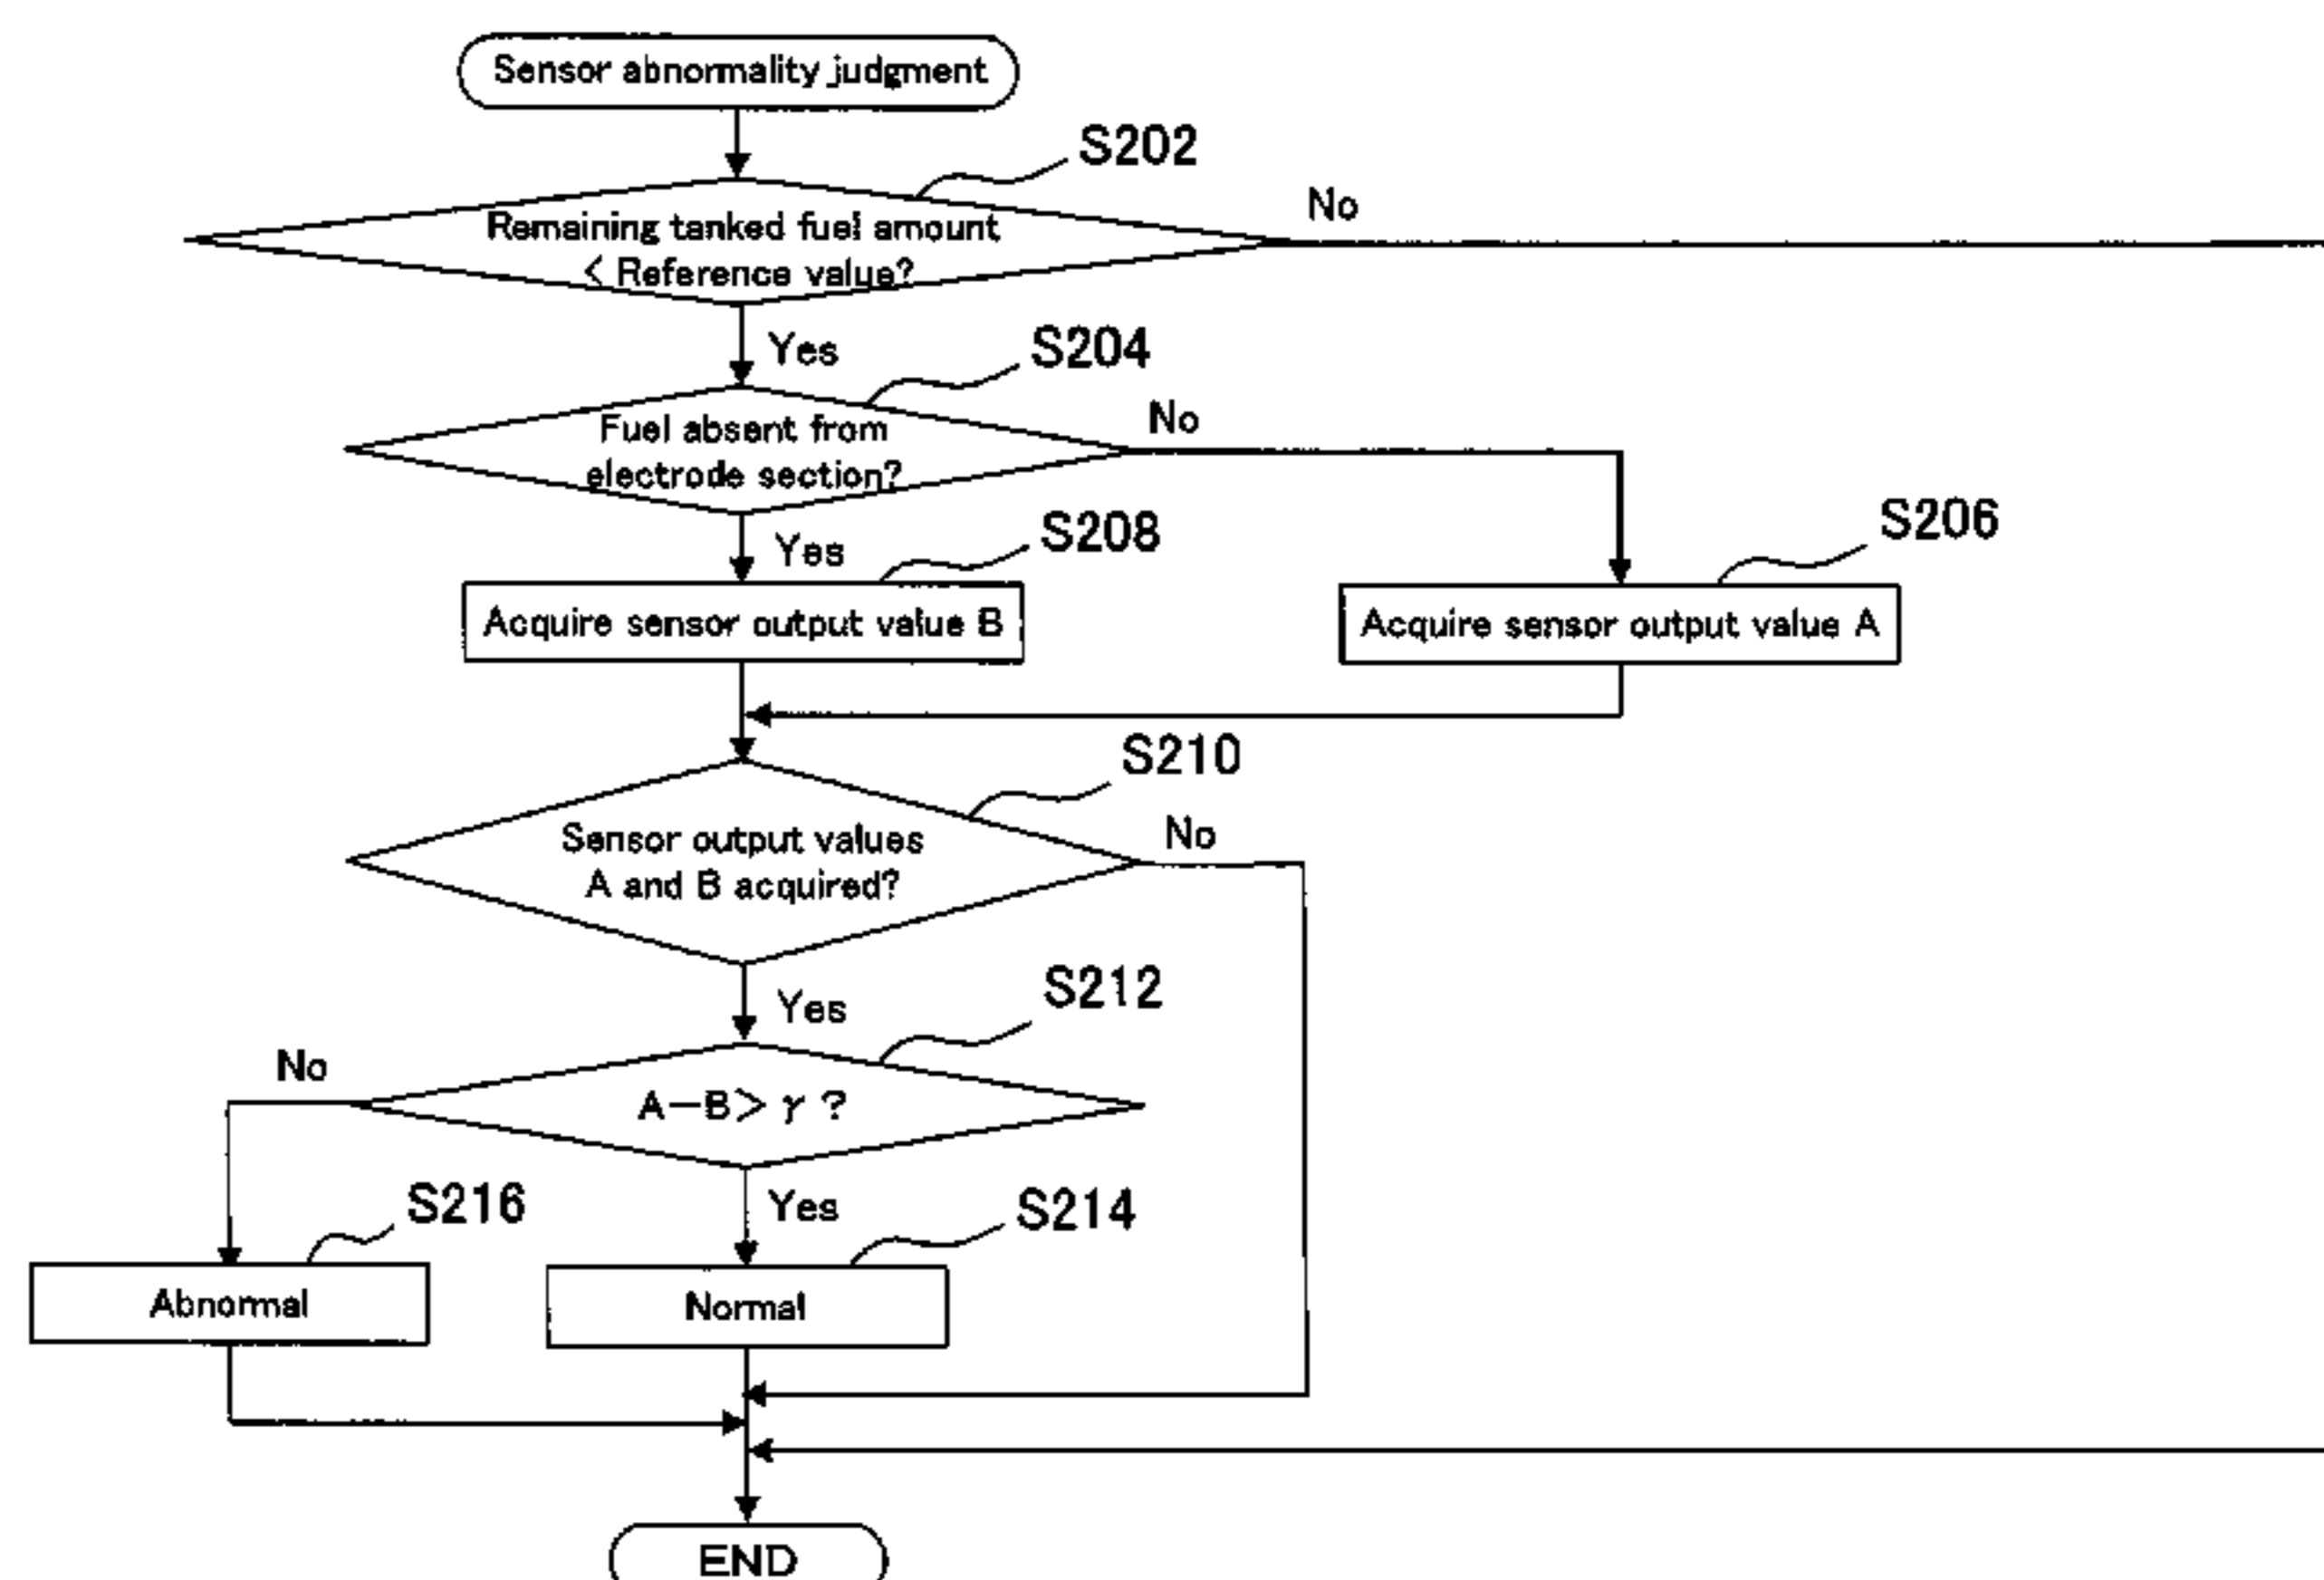 Sensor abnormality judgment
S202
No
Remaining tanked fuel amount
< Reference value?
Yes
S204
No
Fuel absent from
electrode section?
Yes
S208
S206
Acquire sensor output value B
Acquire sensor output value A
S210
No
Sensor output values
A and B acquired?
Yes
S212
No
A-B>γ?
Yes
S216
S214
Abnormal
Normal
END